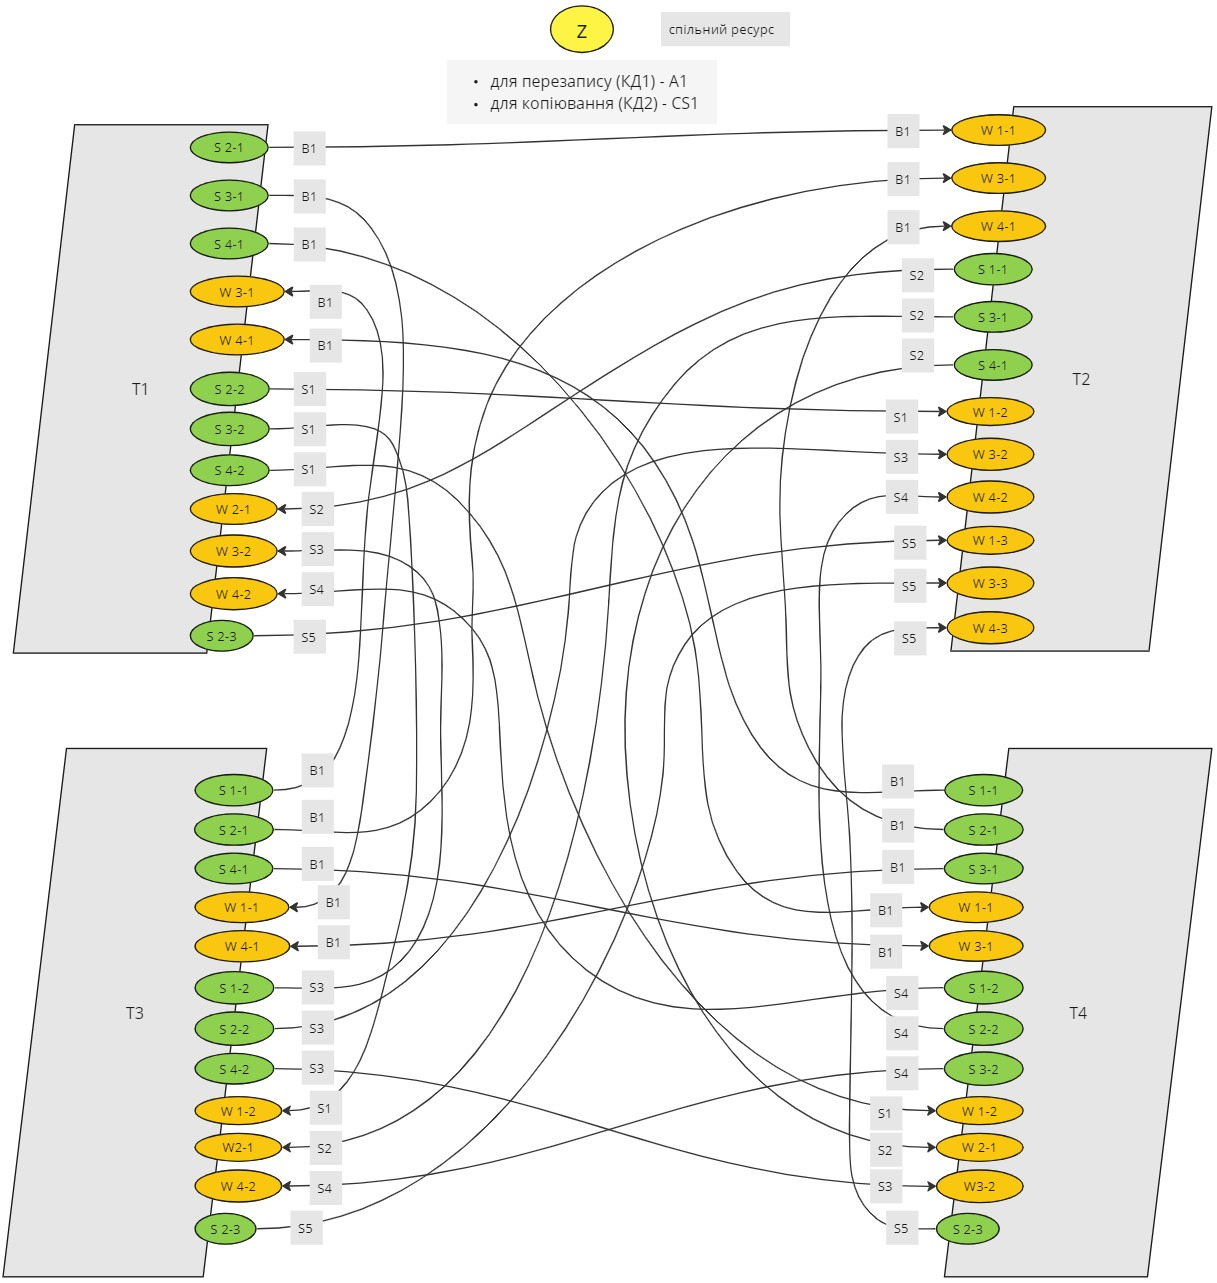 Z
спільний ресурс
• для перезапису (КД1) - A1
• для копіювання (КД2) - CS1
T1
S 2-1 B1
S 3-1 B1
S 4-1 B1
W 3-1 B1
W 4-1 B1
S 2-2 S1
S 3-2 S1
S 4-2 S1
W 2-1 S2
W 3-2 S3
W 4-2 S4
S 2-3 S5
T2
B1 W 1-1
B1 W 3-1
B1 W 4-1
S2 S 1-1
S2 S 3-1
S2 S 4-1
S1 W 1-2
S3 W 3-2
S4 W 4-2
S5 W 1-3
S5 W 3-3
S5 W 4-3
T3
S 1-1 B1
S 2-1 B1
S 4-1 B1
W 1-1 B1
W 4-1 B1
S 1-2 S3
S 2-2 S3
S 4-2 S3
W 1-2 S1
W2-1 S2
W 4-2 S4
S 2-3 S5
T4
B1 S 1-1
B1 S 2-1
B1 S 3-1
B1 W 1-1
B1 W 3-1
S4 S 1-2
S4 S 2-2
S4 S 3-2
S1 W 1-2
S2 W 2-1
S3 W3-2
S5 S 2-3